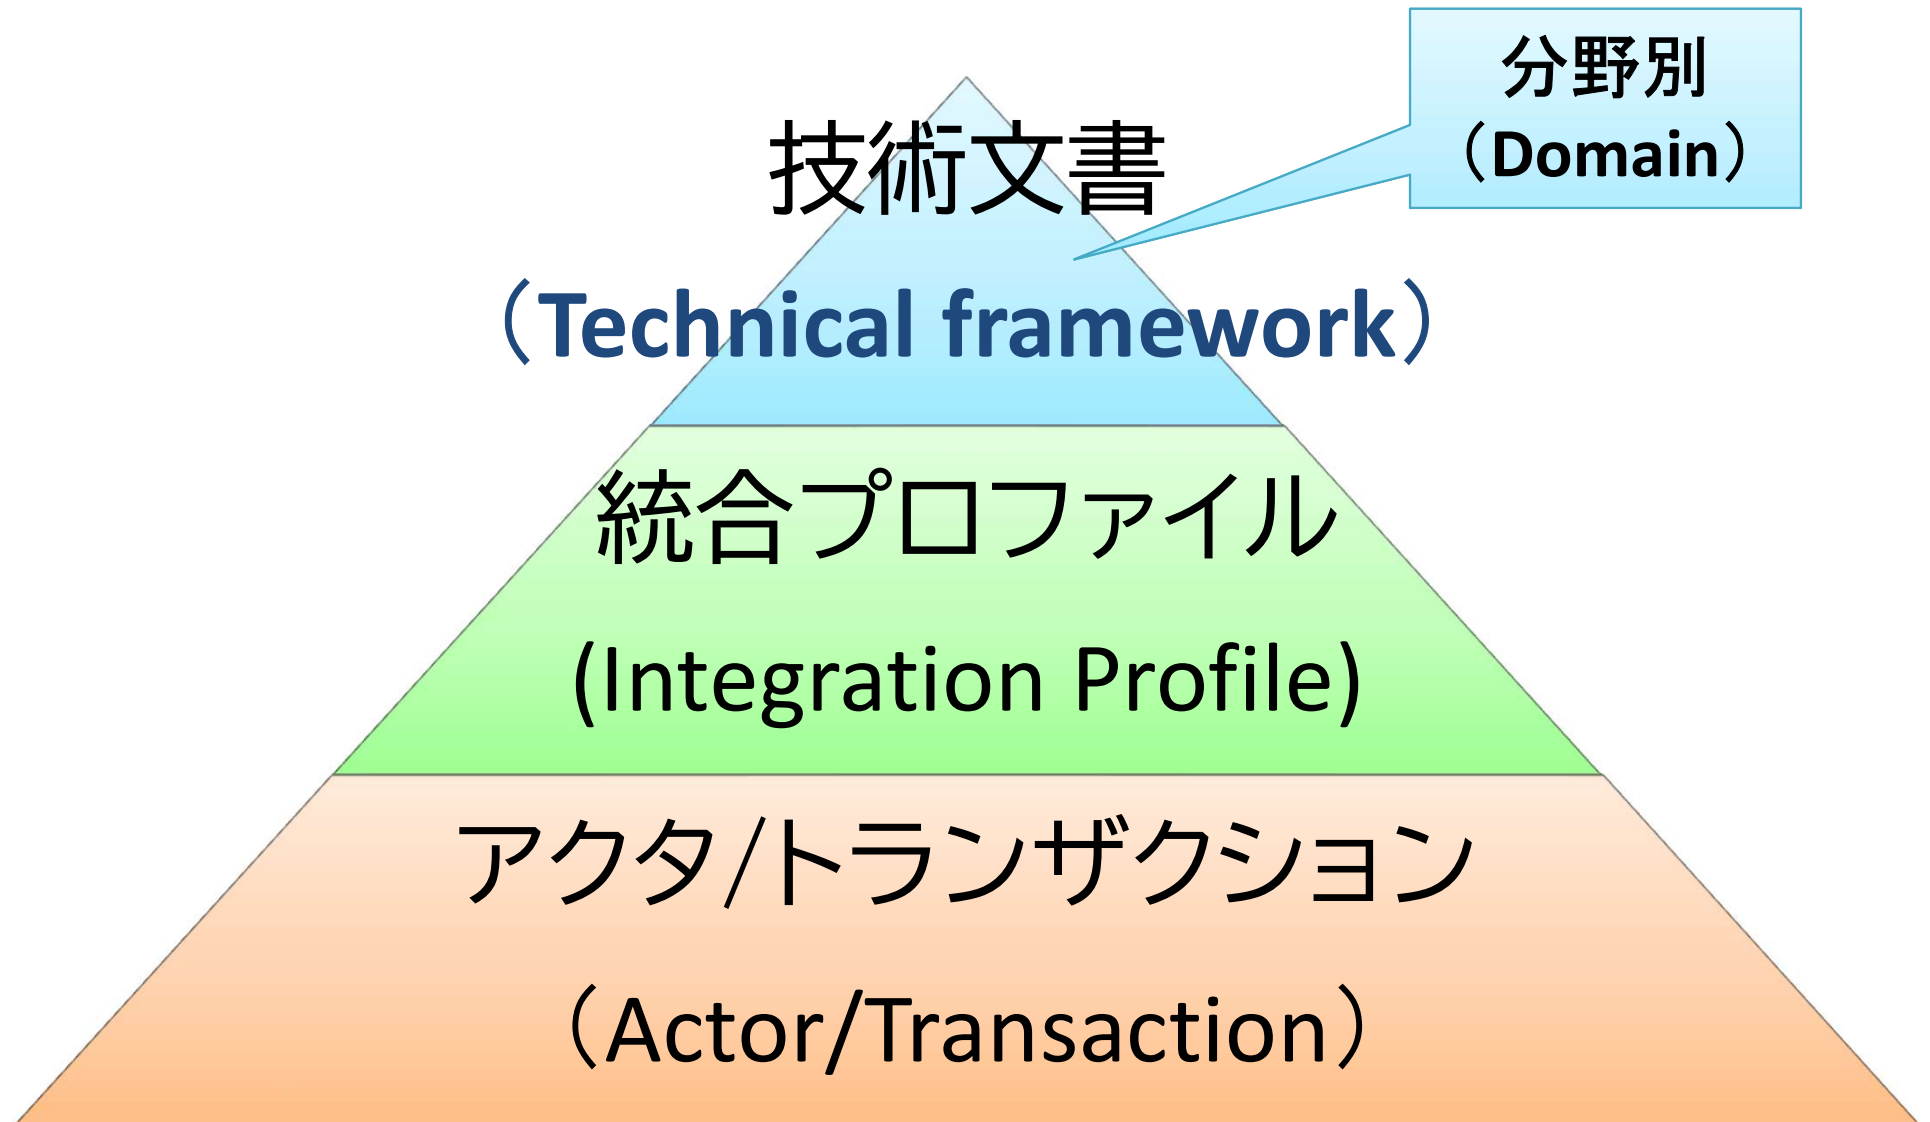 分野別
（Domain）
技術文書
（Technical framework）
統合プロファイル
(Integration Profile)
アクタ/トランザクション
（Actor/Transaction）